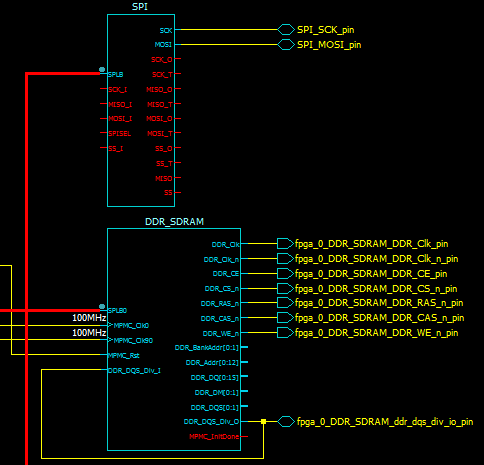 SPI
SCK SPI_SCK_pin
MOSI SPI_MOSI_pin
SCK_O
SPLB SCK_T
SCK_I MISO_O
MISO_I MISO_T
MOSI_I MOSI_O
SPISEL MOSI_T
SS_I SS_O
SS_T
MISO
SS
DDR_SDRAM
DDR_Clk fpga_0_DDR_SDRAM_DDR_Clk_pin
DDR_Clk_n fpga_0_DDR_SDRAM_DDR_Clk_n_pin
DDR_CE fpga_0_DDR_SDRAM_DDR_CE_pin
DDR_CS_n fpga_0_DDR_SDRAM_DDR_CS_n_pin
DDR_RAS_n fpga_0_DDR_SDRAM_DDR_RAS_n_pin
SPLB0 DDR_CAS_n fpga_0_DDR_SDRAM_DDR_CAS_n_pin
100MHz MPMC_Clk0 DDR_WE_n fpga_0_DDR_SDRAM_DDR_WE_n_pin
100MHz MPMC_Clk90 DDR_BankAddr[0:1]
MPMC_Rst DDR_Addr[0:12]
DDR_DQS_Div_I DDR_DQ[0:15]
DDR_DM[0:1]
DDR_DQS[0:1]
DDR_DQS_Div_O fpga_0_DDR_SDRAM_ddr_dqs_div_io_pin
MPMC_InitDone